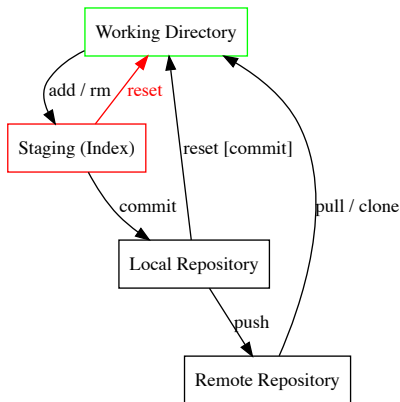 Working Directory
add / rm
reset
Staging (Index)
reset [commit]
commit
pull / clone
Local Repository
push
Remote Repository